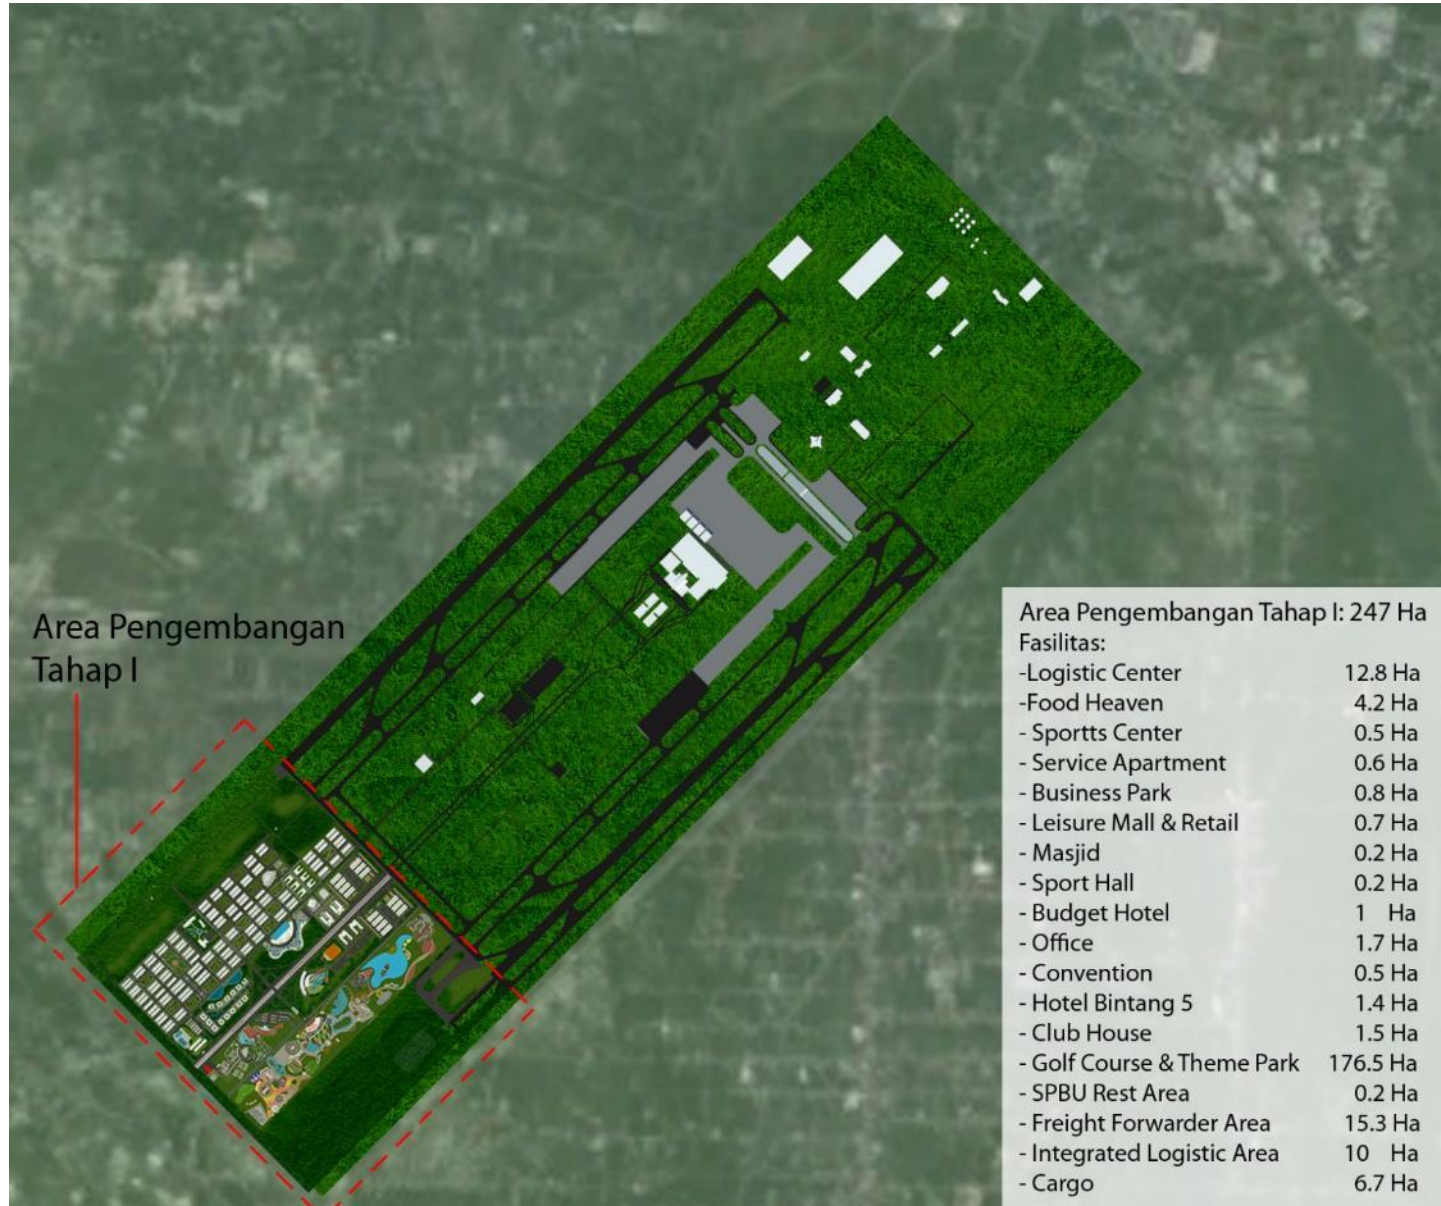 Area Pengembangan
Tahap I
Area Pengembangan Tahap I: 247 Ha
Fasilitas:
-Logistic Center 12.8 Ha
-Food Heaven 4.2 Ha
- Sportts Center 0.5 Ha
- Service Apartment 0.6 Ha
- Business Park 0.8 Ha
- Leisure Mall & Retail 0.7 Ha
- Masjid 0.2 Ha
- Sport Hall 0.2 Ha
- Budget Hotel 1 Ha
- Office 1.7 Ha
- Convention 0.5 Ha
- Hotel Bintang 5 1.4 Ha
- Club House 1.5 Ha
- Golf Course & Theme Park 176.5 Ha
- SPBU Rest Area 0.2 Ha
- Freight Forwarder Area 15.3 Ha
- Integrated Logistic Area 10 Ha
- Cargo 6.7 Ha